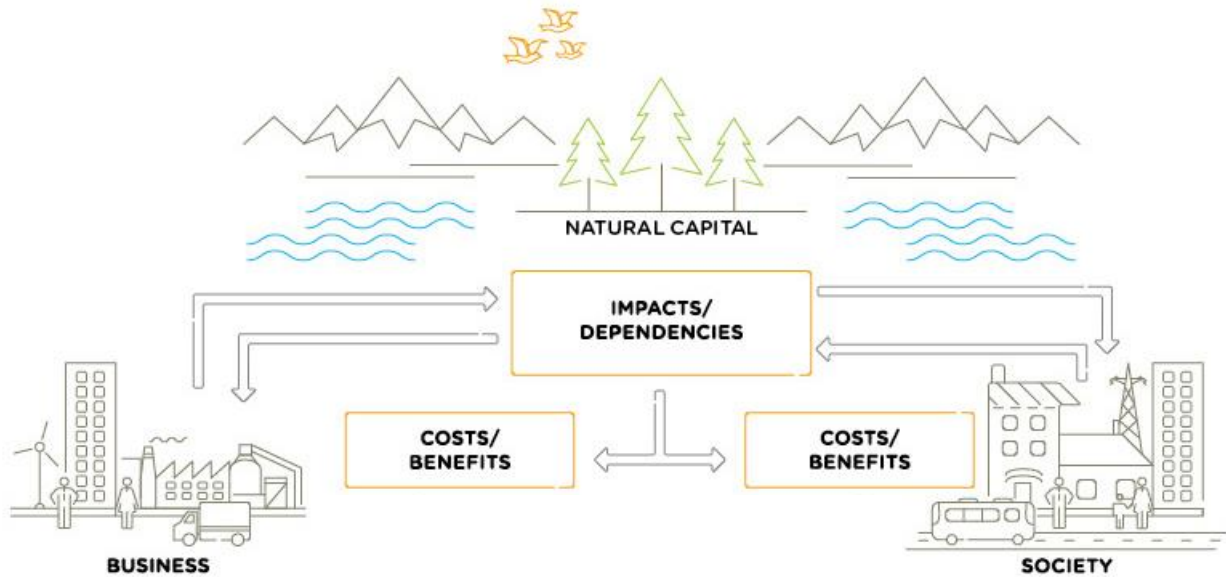 NATURAL CAPITAL
IMPACTS/
DEPENDENCIES
COSTS/
BENEFITS
COSTS/
BENEFITS
BUSINESS
SOCIETY